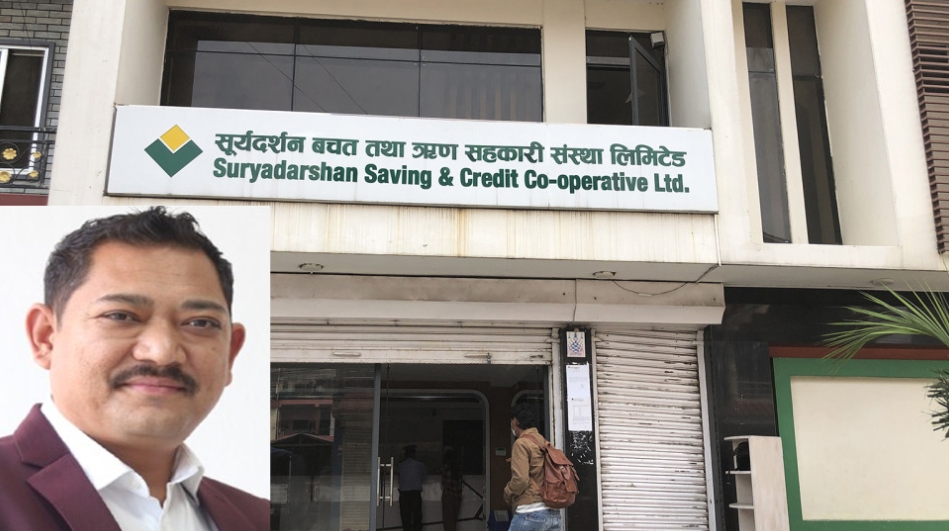 सूर्यदर्शन बचत तथा ऋण सहकारी संस्था लिमिटेड
Suryadarshan Saving & Credit Co-operative Ltd.